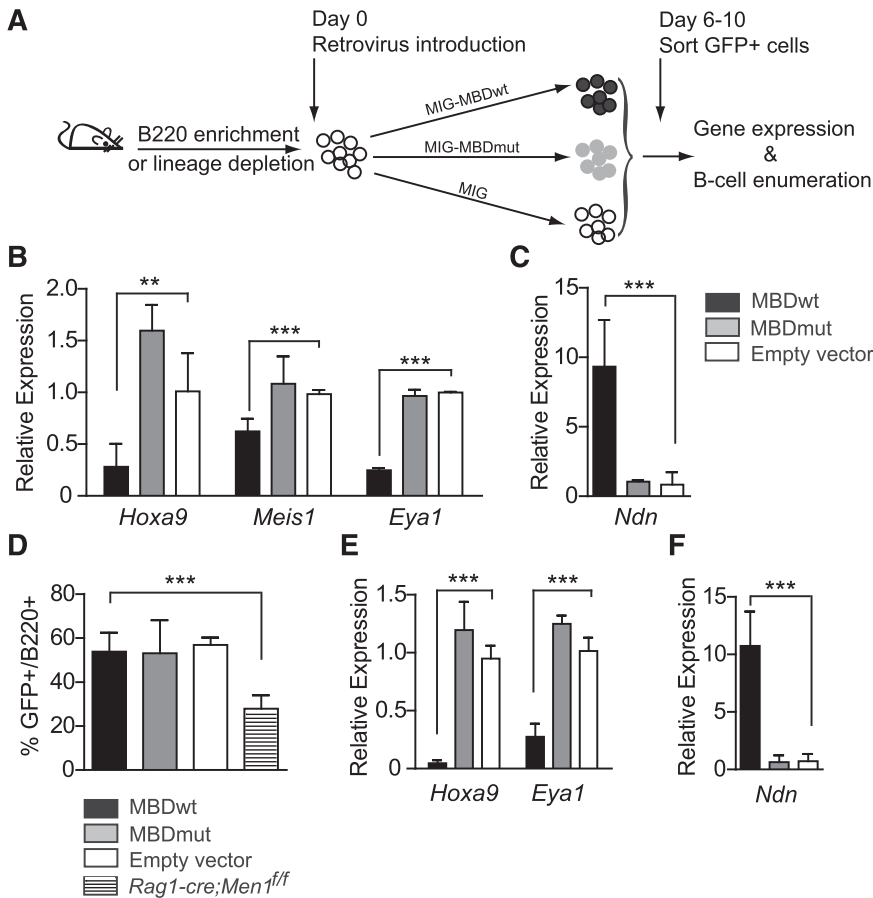 A
Day 0
Retrovirus introduction
Day 6-10
Sort GFP+ cells
B220 enrichment
or lineage depletion
MIG-MBDwt
MIG-MBDmut
MIG
Gene expression
&
B-cell enumeration
B
Relative Expression
2.0
1.5
1.0
0.5
0
**
***
***
Hoxa9
Meis1
Eya1
C
Relative Expression
15
10
5
0
***
Ndn
MBDwt
MBDmut
Empty vector
D
% GFP+/B220+
80
60
40
20
0
***
MBDwt
MBDmut
Empty vector
Rag1-cre;Men1f/f
E
Relative Expression
1.5
1.0
0.5
0
***
***
Hoxa9
Eya1
F
Relative Expression
15
10
5
0
***
Ndn